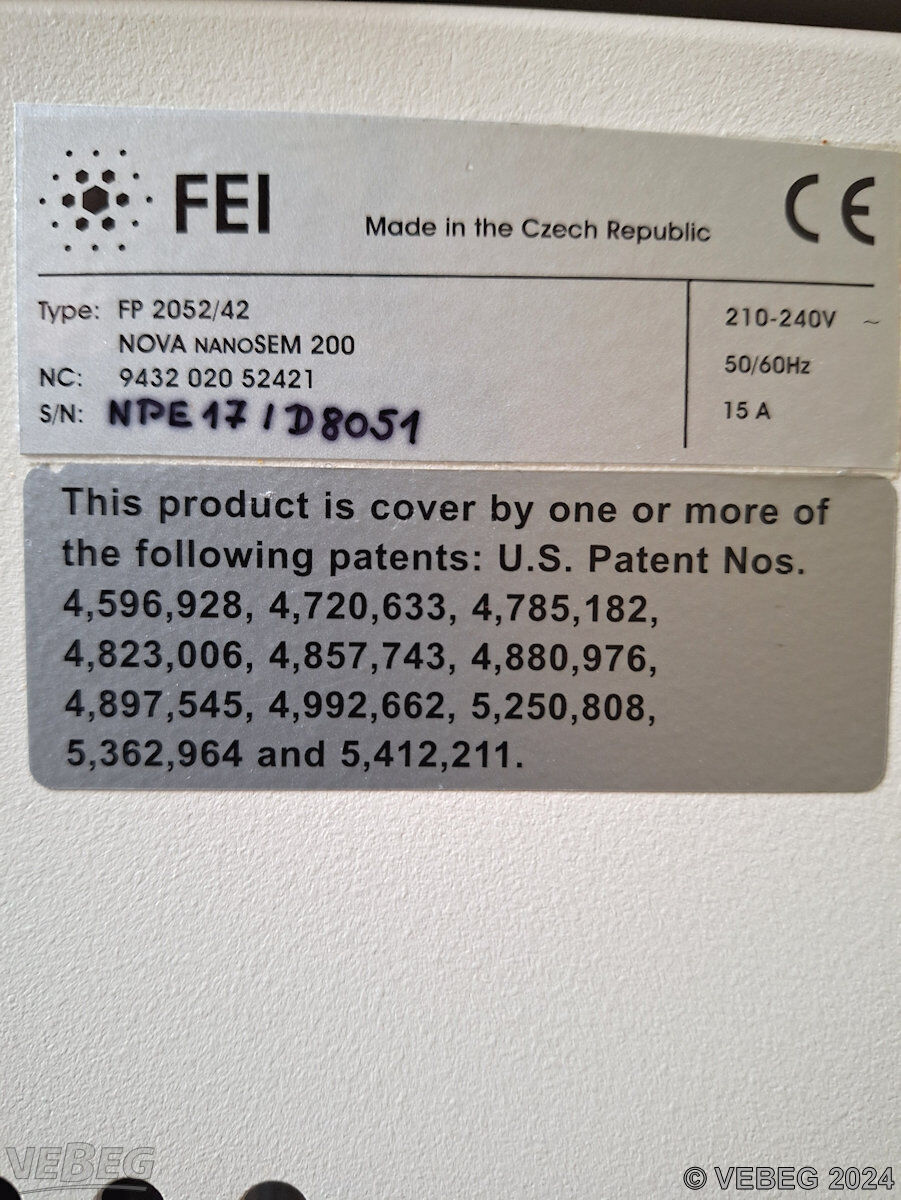 FEI
Made in the Czech Republic
CE
Type: FP 2052/42
NOVA NANOSEM 200
NC: 9432 020 52421
S/N: NPE 17 / D8051
210-240V ~
50/60Hz
15 A
This product is cover by one or more of
the following patents: U.S. Patent Nos.
4,596,928, 4,720,633, 4,785,182,
4,823,006, 4,857,743, 4,880,976,
4,897,545, 4,992,662, 5,250,808,
5,362,964 and 5,412,211.
VEBEG
© VEBEG 2024